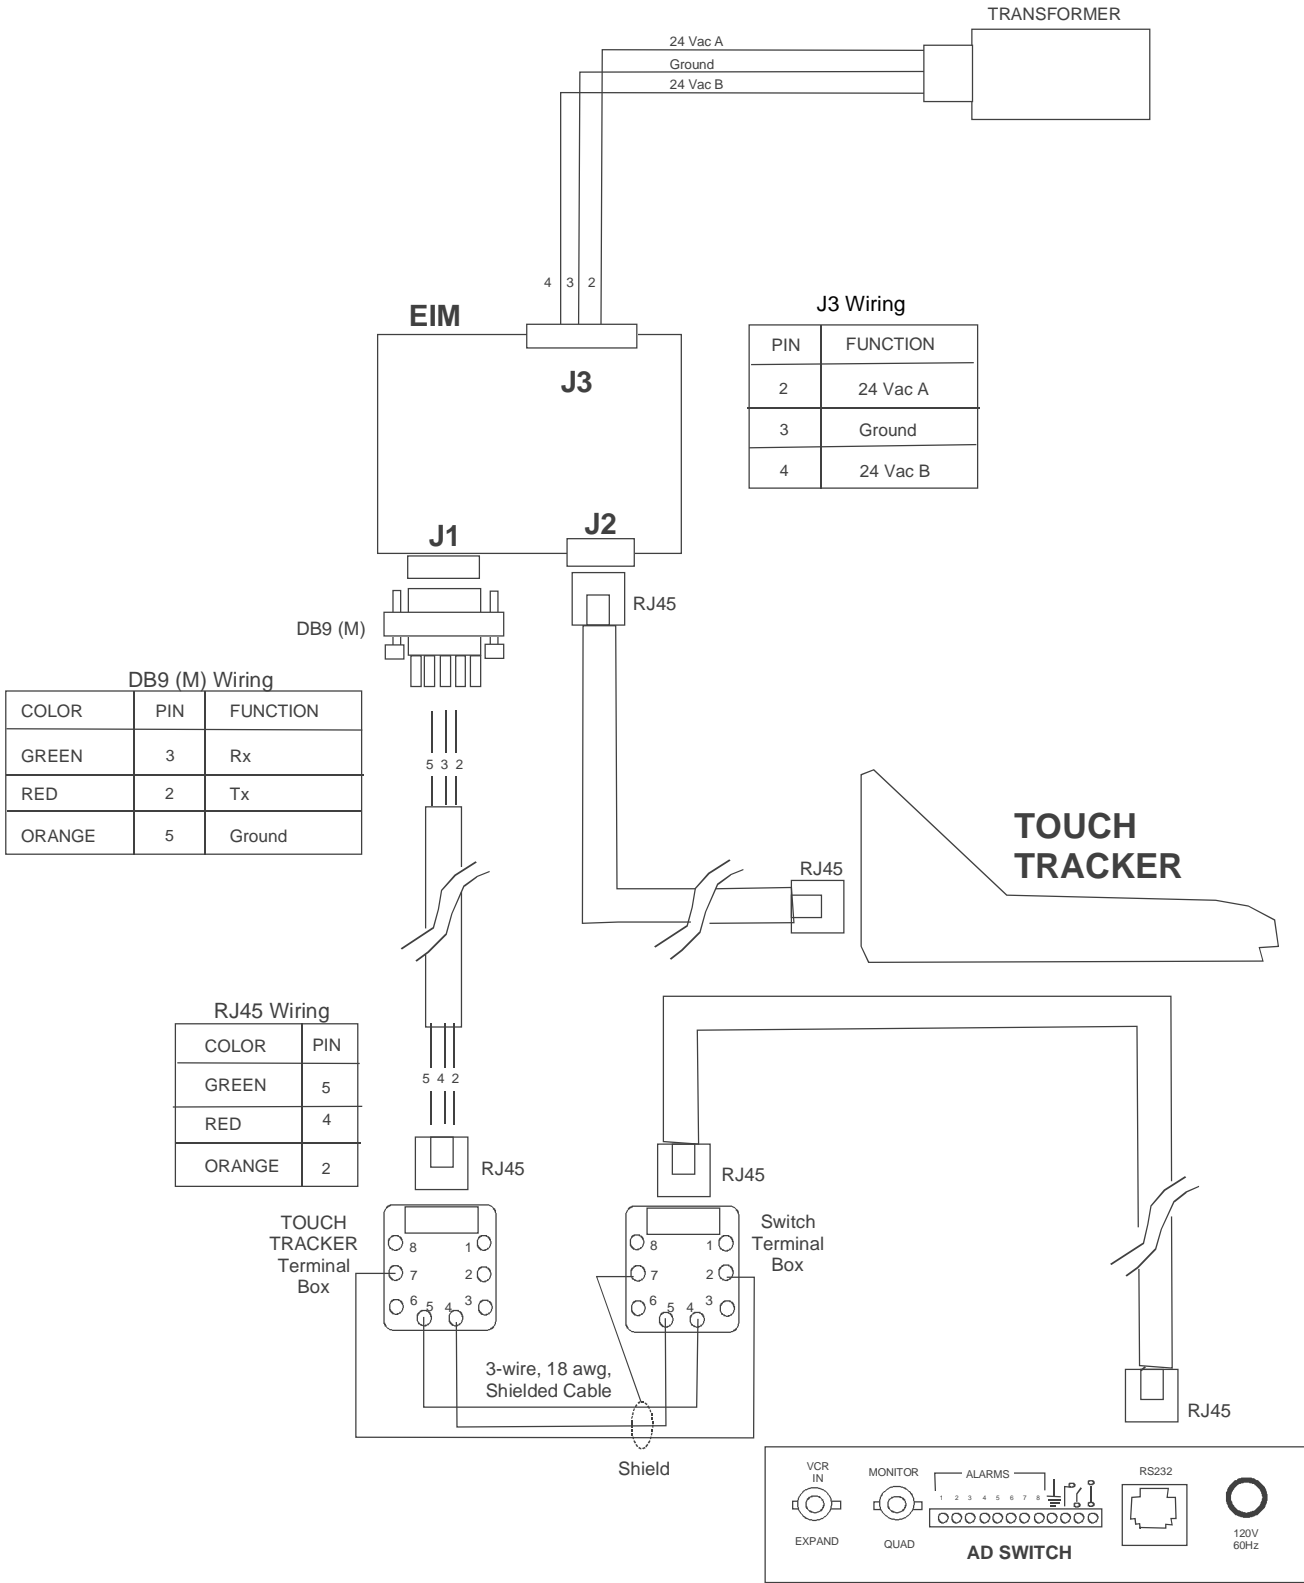 TRANSFORMER
24 Vac A
Ground
24 Vac B
4 3 2
EIM
J3
J3 Wiring
PIN FUNCTION
2 24 Vac A
3 Ground
4 24 Vac B
J1
J2
RJ45
DB9 (M)
DB9 (M) Wiring
COLOR PIN FUNCTION
GREEN 3 Rx
RED 2 Tx
ORANGE 5 Ground
5 3 2
TOUCH
TRACKER
RJ45
RJ45 Wiring
COLOR PIN
GREEN 5
RED 4
ORANGE 2
5 4 2
RJ45
RJ45
TOUCH
TRACKER
Terminal
Box
8 1
7 2
6 5 4 3
Switch
Terminal
Box
8 1
7 2
6 5 4 3
3-wire, 18 awg,
Shielded Cable
Shield
RJ45
VCR
IN
EXPAND
MONITOR
QUAD
ALARMS
1 2 3 4 5 6 7 8
AD SWITCH
RS232
120V
60Hz